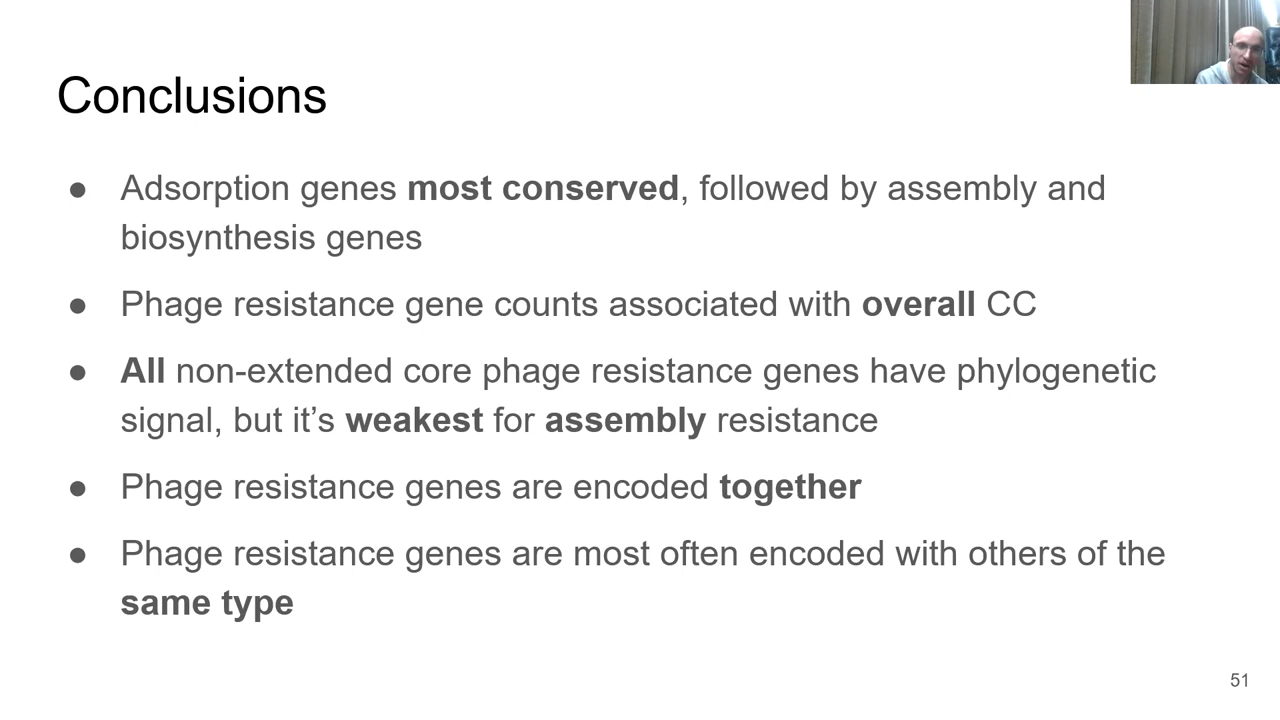 Conclusions
● Adsorption genes most conserved, followed by assembly and
biosynthesis genes
● Phage resistance gene counts associated with overall CC
● All non-extended core phage resistance genes have phylogenetic
signal, but it’s weakest for assembly resistance
● Phage resistance genes are encoded together
● Phage resistance genes are most often encoded with others of the
same type
51